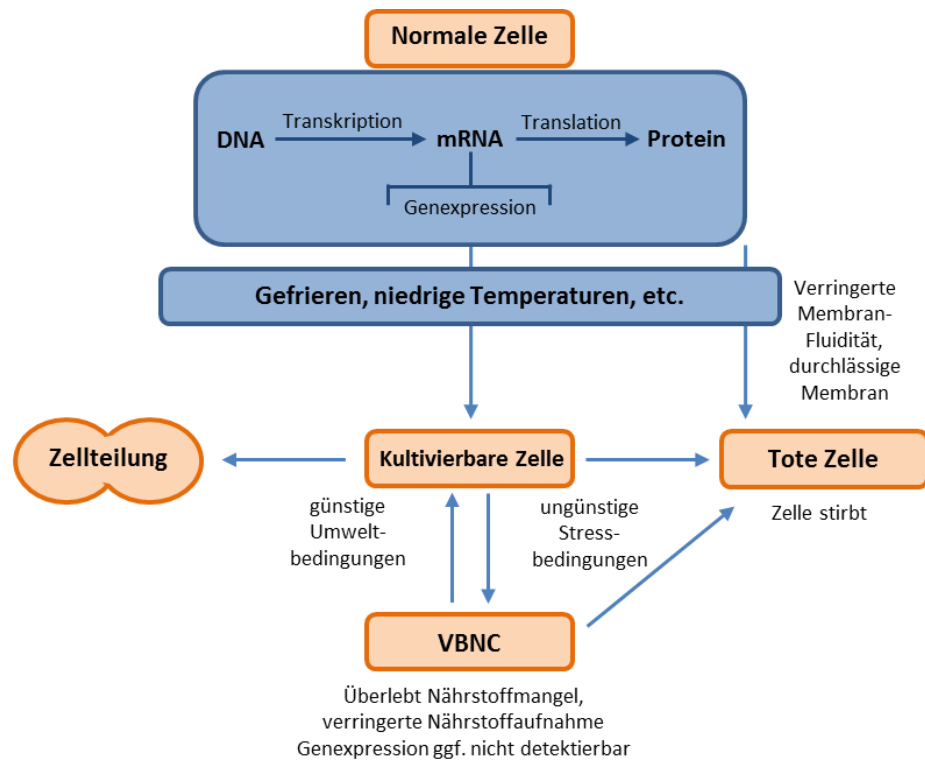 Normale Zelle
DNA
Transkription
mRNA
Translation
Protein
Genexpression
Gefrieren, niedrige Temperaturen, etc.
Verringerte
Membran-
Fluidität,
durchlässige
Membran
Zellteilung
Kultivierbare Zelle
Tote Zelle
günstige
Umwelt-
bedingungen
ungünstige
Stress-
bedingungen
Zelle stirbt
VBNC
Überlebt Nährstoffmangel,
verringerte Nährstoffaufnahme
Genexpression ggf. nicht detektierbar